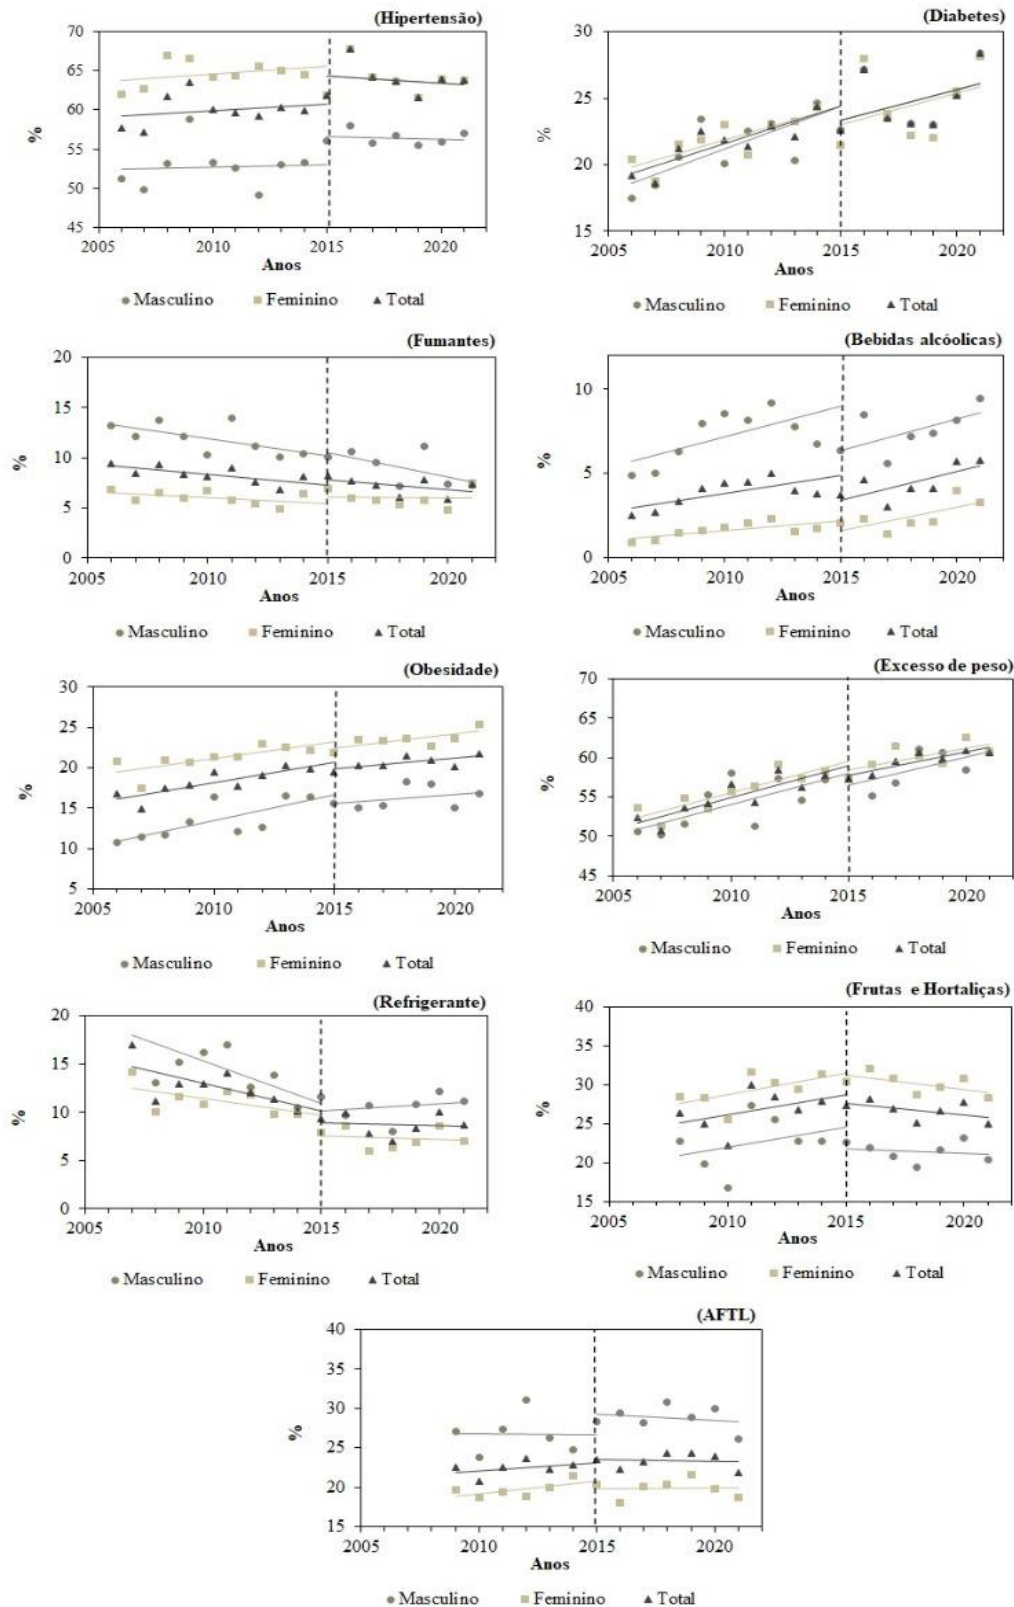 (Hipertensão)
70
65
60
55
50
45
%
2005
2010
2015
2020
Anos
Masculino
Feminino
Total
(Diabetes)
30
25
20
15
%
2005
2010
2015
2020
Anos
Masculino
Feminino
Total
(Fumantes)
20
15
10
5
0
%
2005
2010
2015
2020
Anos
Masculino
Feminino
Total
(Bebidas alcóolicas)
10
5
0
%
2005
2010
2015
2020
Anos
Masculino
Feminino
Total
(Obesidade)
30
25
20
15
10
5
%
2005
2010
2015
2020
Anos
Masculino
Feminino
Total
(Excesso de peso)
70
65
60
55
50
45
%
2005
2010
2015
2020
Anos
Masculino
Feminino
Total
(Refrigerante)
20
15
10
5
0
%
2005
2010
2015
2020
Anos
Masculino
Feminino
Total
(Frutas e Hortaliças)
40
35
30
25
20
15
%
2005
2010
2015
2020
Anos
Masculino
Feminino
Total
(AFTL)
40
35
30
25
20
15
%
2005
2010
2015
2020
Anos
Masculino
Feminino
Total